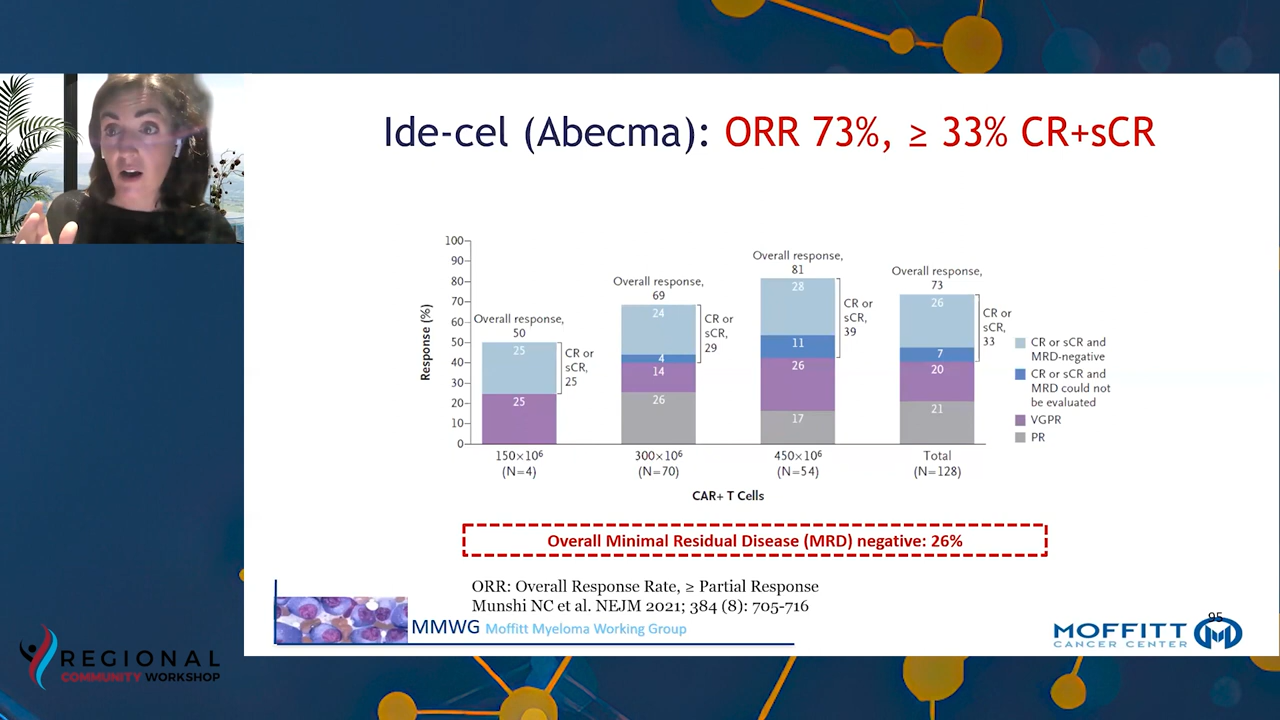 Ide-cel (Abecma): ORR 73%, ≥ 33% CR+sCR
Response (%)
100
90
80
70
60
50
40
30
20
10
0
Overall response,
50
25
25
CR or
sCR,
25
150×10⁶
(N=4)
Overall response,
69
24
4
14
26
CR or
sCR,
29
300×10⁶
(N=70)
Overall response,
81
28
11
26
17
CR or
sCR,
39
450×10⁶
(N=54)
Overall response,
73
26
7
20
21
CR or
sCR,
33
Total
(N=128)
CAR+ T Cells
CR or sCR and
MRD-negative
CR or sCR and
MRD could not
be evaluated
VGPR
PR
Overall Minimal Residual Disease (MRD) negative: 26%
ORR: Overall Response Rate, ≥ Partial Response
Munshi NC et al. NEJM 2021; 384 (8): 705-716
MMWG Moffitt Myeloma Working Group
95
MOFFITT
CANCER CENTER
REGIONAL
COMMUNITY WORKSHOP